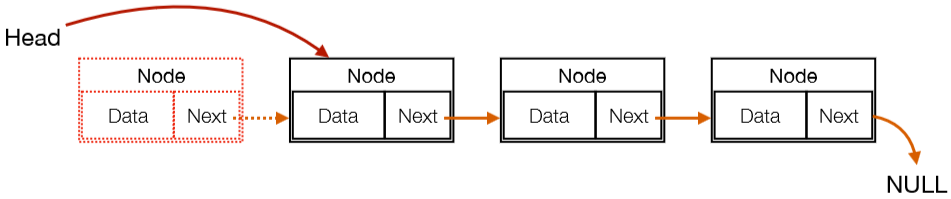 Head
Node Node Node Node
Data Next Data Next Data Next Data Next
NULL